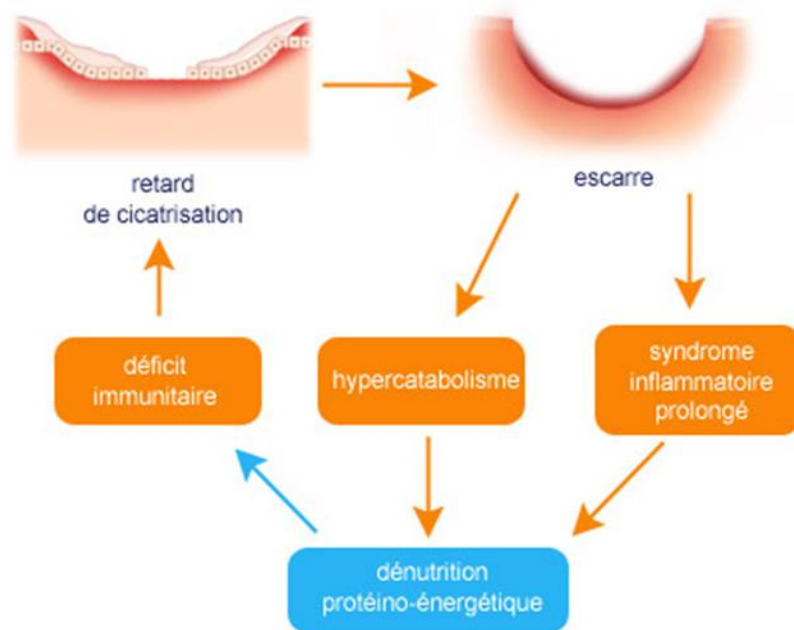 retard
de cicatrisation
escarre
déficit
immunitaire
hypercatabolisme
syndrome
inflammatoire
prolongé
dénutrition
protéino-énergétique